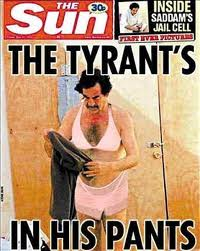 THE
Sun
30p
INSIDE
SADDAM'S
JAIL CELL
FIRST EVER PICTURES
THE TYRANT'S
IN HIS PANTS